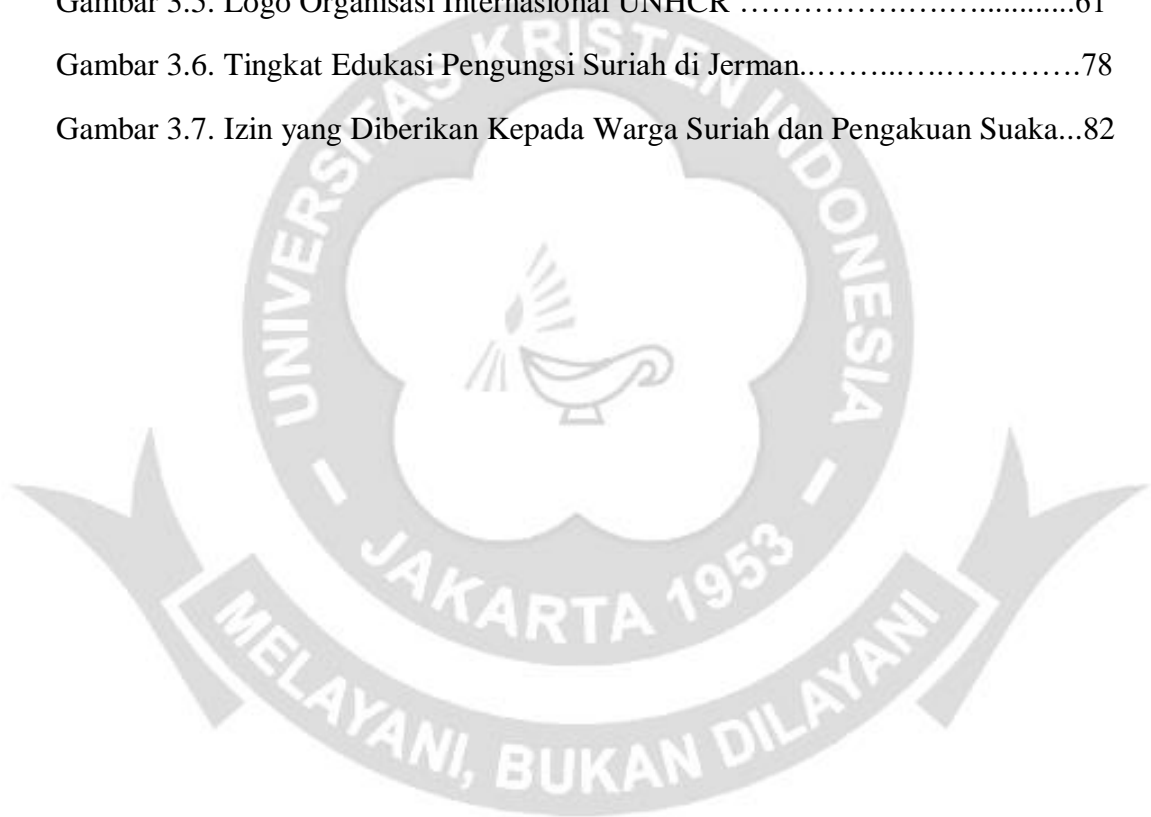 Gambar 3.5. Logo Organisasi Internasional UNHCR …………….……............61
Gambar 3.6. Tingkat Edukasi Pengungsi Suriah di Jerman..……..….………….78
Gambar 3.7. Izin yang Diberikan Kepada Warga Suriah dan Pengakuan Suaka...82
UNIVERSITAS KRISTEN INDONESIA
- JAKARTA 1953 -
MELAYANI, BUKAN DILAYANI